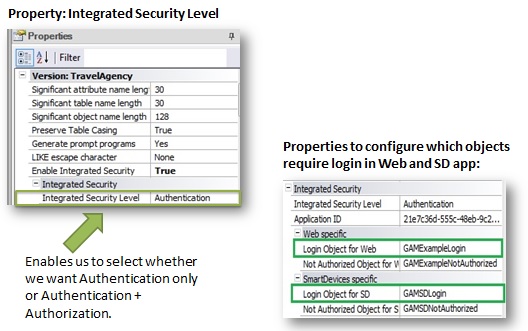 Property: Integrated Security Level
Properties
Filter
Version: TravelAgency
Significant attribute name leng 30
Significant table name length 30
Significant object name length 128
Preserve Table Casing True
Generate prompt programs Yes
LIKE escape character None
Enable Integrated Security True
Integrated Security
Integrated Security Level Authentication
Enables us to select whether
we want Authentication only
or Authentication +
Authorization.
Properties to configure which objects
require login in Web and SD app:
Integrated Security
Integrated Security Level Authentication
Application ID 21e7c36d-555c-48eb-9c2...
Web specific
Login Object for Web GAMExampleLogin
Not Authorized Object for W GAMExampleNotAuthorized
SmartDevices specific
Login Object for SD GAMSDLogin
Not Authorized Object for S GAMSDNotAuthorized